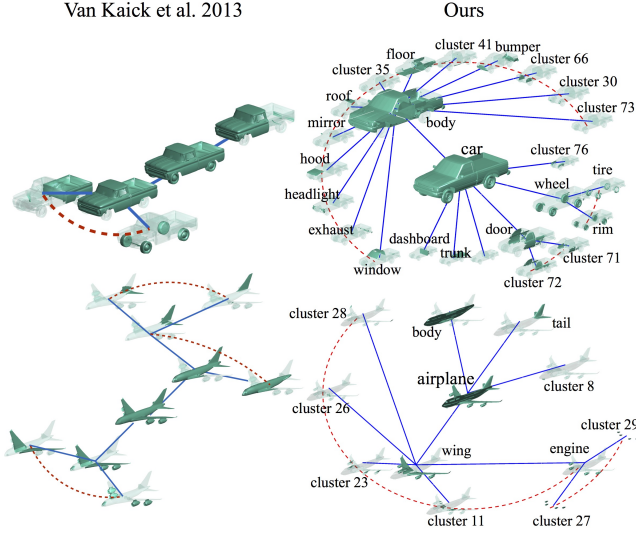 Van Kaick et al. 2013
Ours
floor
cluster 41
bumper
cluster 66
cluster 35
cluster 30
roof
cluster 73
mirror
body
car
hood
cluster 76
tire
wheel
headlight
rim
exhaust
door
dashboard
trunk
cluster 71
window
cluster 72
cluster 28
body
tail
airplane
cluster 8
cluster 26
cluster 29
wing
engine
cluster 23
cluster 11
cluster 27